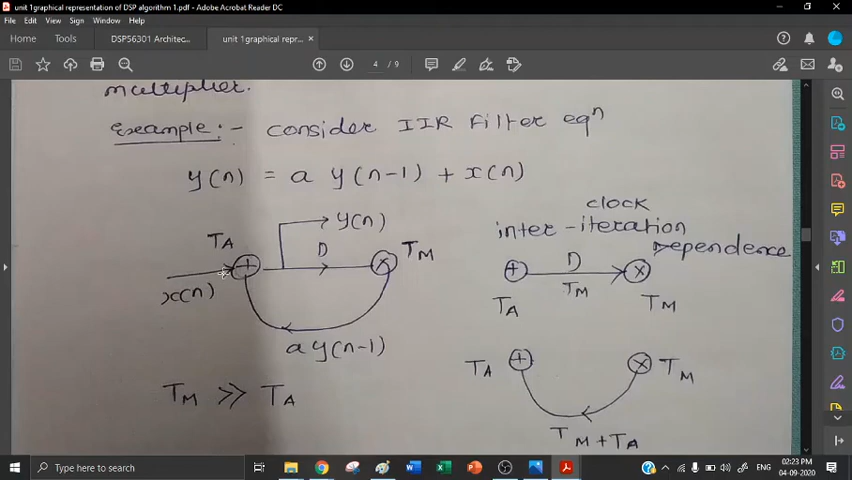 unit 1graphical representation of DSP algorithm 1.pdf - Adobe Acrobat Reader DC
File Edit View Sign Window Help
Home Tools DSP56301 Architec... unit 1graphical repr... ×
4 / 9
multiplier.
Example:- consider IIR Filter eqn
y(n) = a y(n-1) + x(n)
clock
inter-iteration
Dependence
y(n)
TA
D
TM
+
×
x(n)
a y(n-1)
+
D
×
TM
TA
TM
TM >> TA
TA
+
×
TM
TM+TA
Type here to search
ENG
02:23 PM
04-09-2020